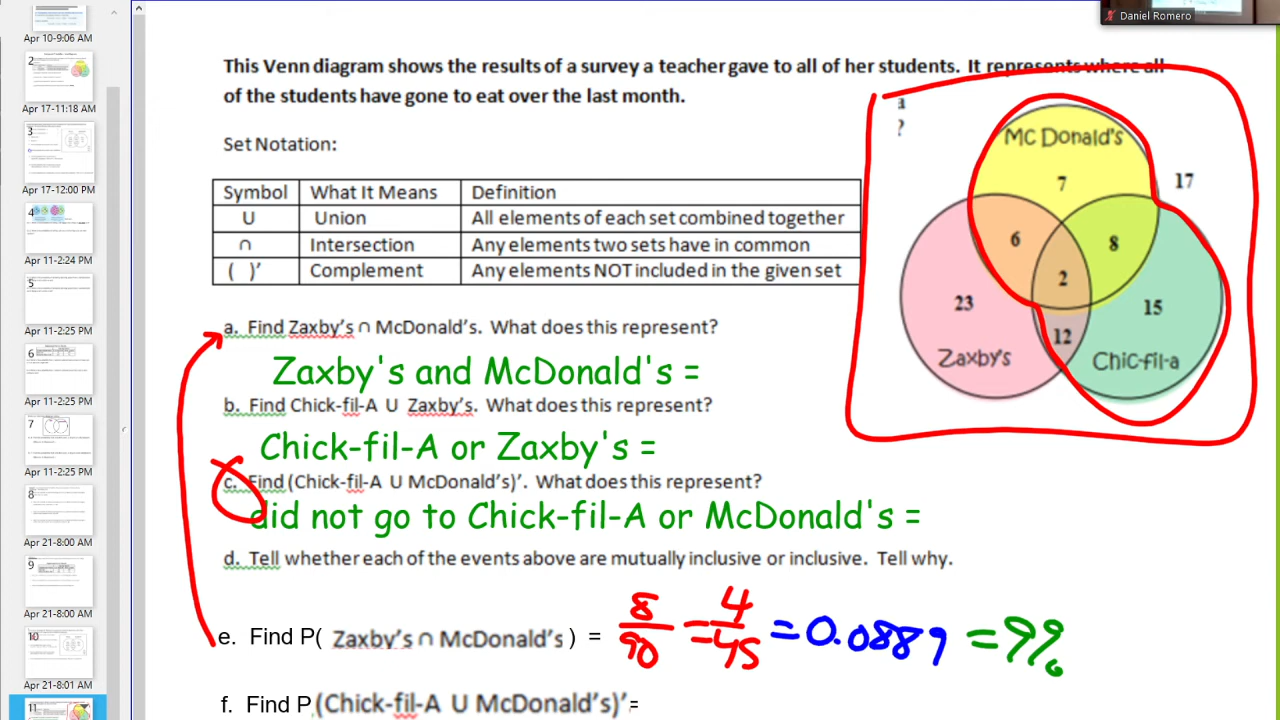 Daniel Romero
Apr 10-9:06 AM
2
Apr 17-11:18 AM
3
Apr 17-12:00 PM
4
Apr 11-2:24 PM
5
Apr 11-2:25 PM
6
Apr 11-2:25 PM
7
Apr 11-2:25 PM
8
Apr 21-8:00 AM
9
Apr 21-8:00 AM
10
Apr 21-8:01 AM
11
This Venn diagram shows the results of a survey a teacher gave to all of her students. It represents where all
of the students have gone to eat over the last month.
a
?
Set Notation:
Symbol What It Means Definition
U Union All elements of each set combined together
∩ Intersection Any elements two sets have in common
( )′ Complement Any elements NOT included in the given set
MC Donald's
7
17
6
8
2
23
15
12
Zaxby's
Chic-fil-a
a. Find Zaxby's ∩ McDonald's. What does this represent?
Zaxby's and McDonald's =
b. Find Chick-fil-A U Zaxby's. What does this represent?
Chick-fil-A or Zaxby's =
c. Find (Chick-fil-A U McDonald's)′. What does this represent?
did not go to Chick-fil-A or McDonald's =
d. Tell whether each of the events above are mutually inclusive or inclusive. Tell why.
e. Find P( Zaxby's ∩ McDonald's ) = 8/90 = 4/45 = 0.0889 = 9%
f. Find P (Chick-fil-A U McDonald's)′ =